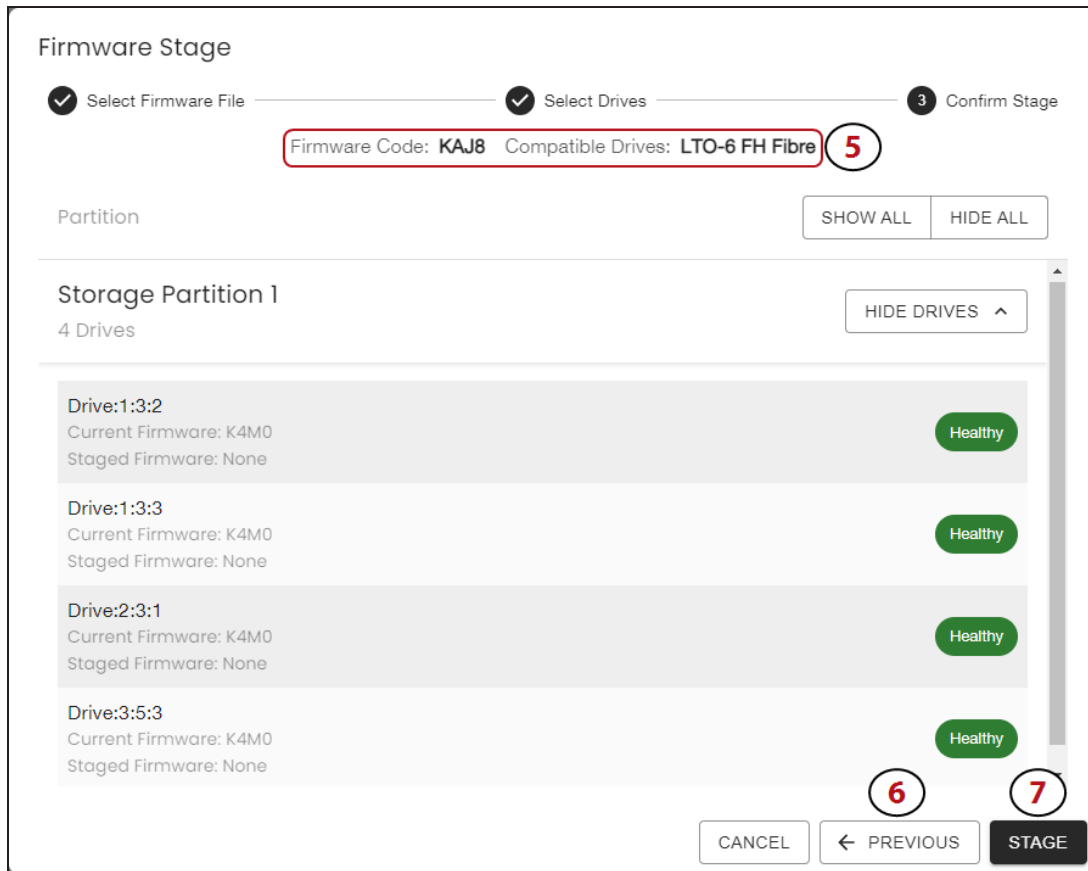 Firmware Stage
Select Firmware File Select Drives 3 Confirm Stage
Firmware Code: KAJ8 Compatible Drives: LTO-6 FH Fibre 5
Partition SHOW ALL HIDE ALL
Storage Partition 1
4 Drives
HIDE DRIVES
Drive:1:3:2
Current Firmware: K4M0
Staged Firmware: None
Healthy
Drive:1:3:3
Current Firmware: K4M0
Staged Firmware: None
Healthy
Drive:2:3:1
Current Firmware: K4M0
Staged Firmware: None
Healthy
Drive:3:5:3
Current Firmware: K4M0
Staged Firmware: None
Healthy
6 7
CANCEL ← PREVIOUS STAGE